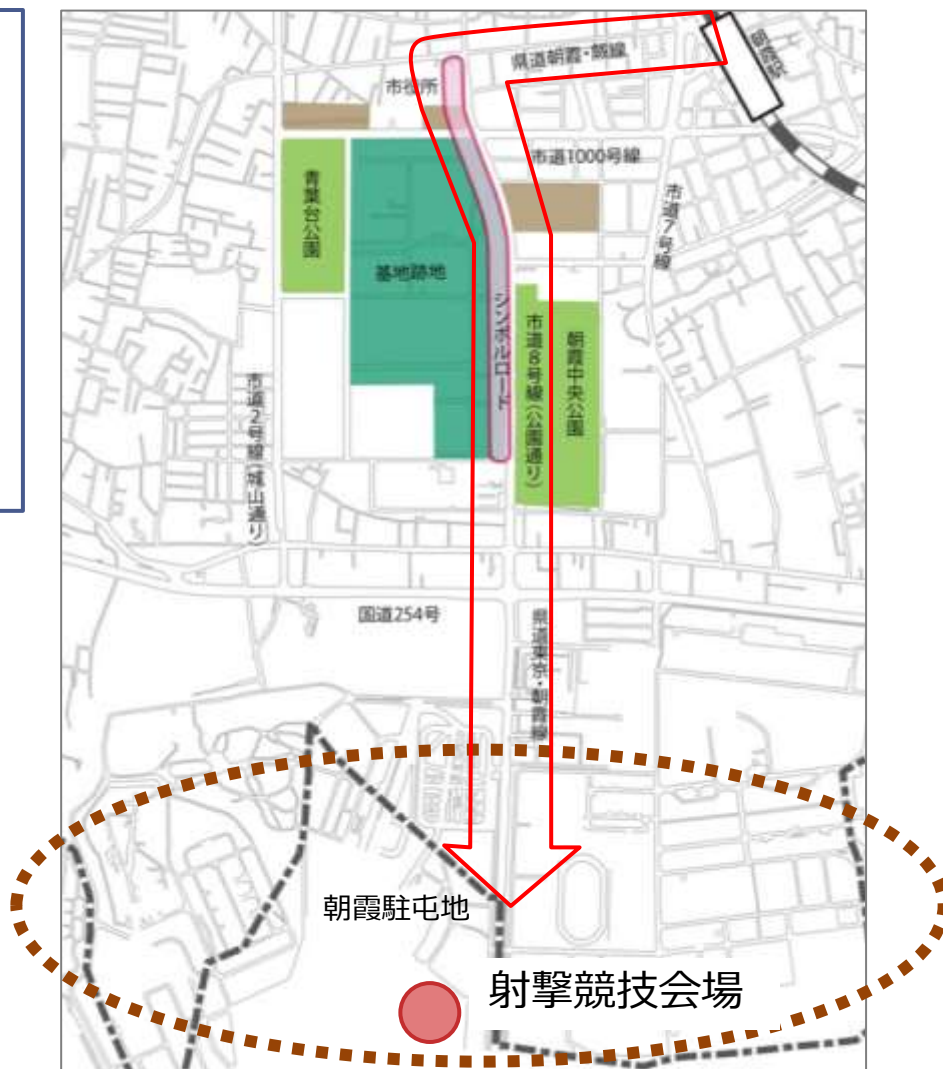 県道朝霞・蕨線
朝霞駅
市役所
市道1000号線
青葉台公園
市道7号線
基地跡地
シンボルロード
市道8号線(公園通り)
朝霞中央公園
市道2号線(城山通り)
国道254号
県道東京・朝霞線
朝霞駐屯地
射撃競技会場